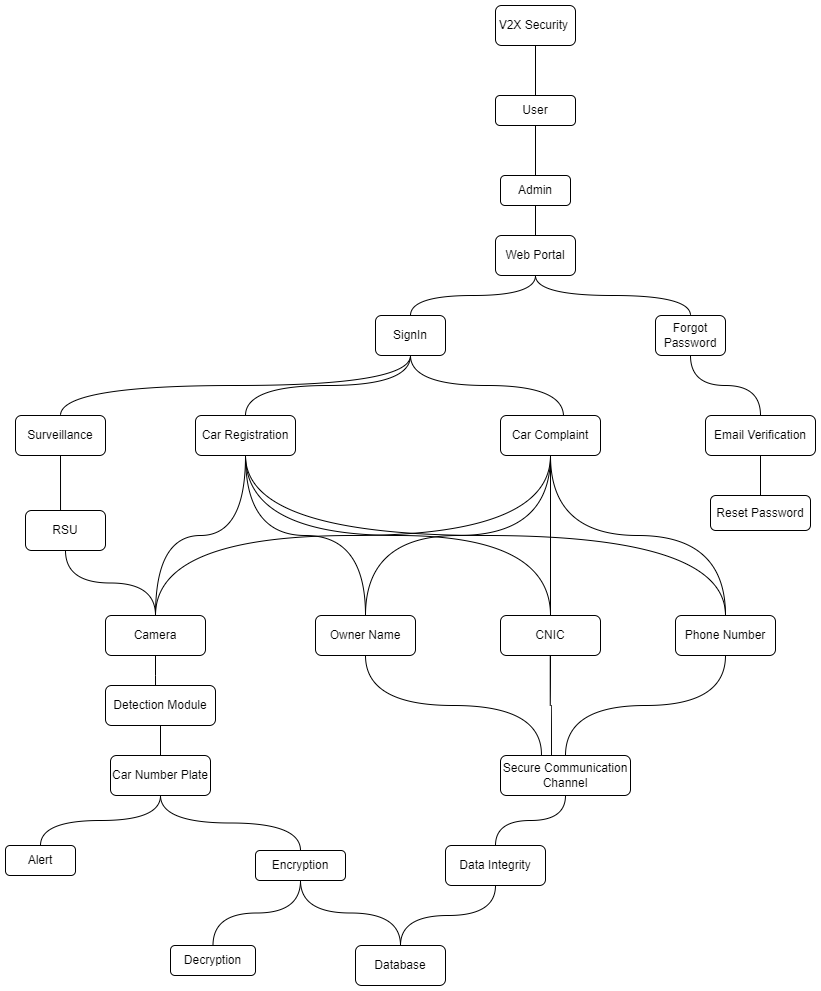 V2X Security
User
Admin
Web Portal
SignIn
Forgot
Password
Surveillance
Car Registration
Car Complaint
Email Verification
RSU
Reset Password
Camera
Owner Name
CNIC
Phone Number
Detection Module
Car Number Plate
Secure Communication
Channel
Alert
Encryption
Data Integrity
Decryption
Database